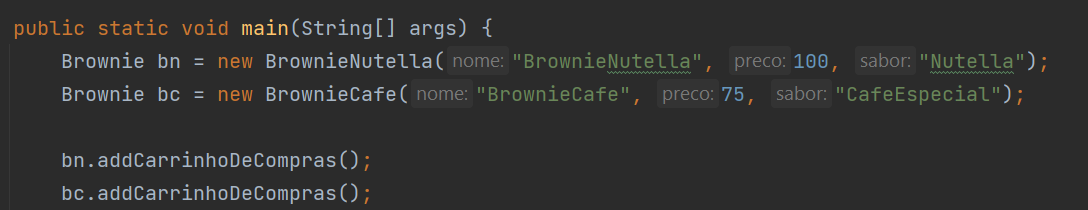 public static void main(String[] args) {
Brownie bn = new BrownieNutella( nome: "BrownieNutella", preco: 100, sabor: "Nutella");
Brownie bc = new BrownieCafe( nome: "BrownieCafe", preco: 75, sabor: "CafeEspecial");
bn.addCarrinhoDeCompras();
bc.addCarrinhoDeCompras();